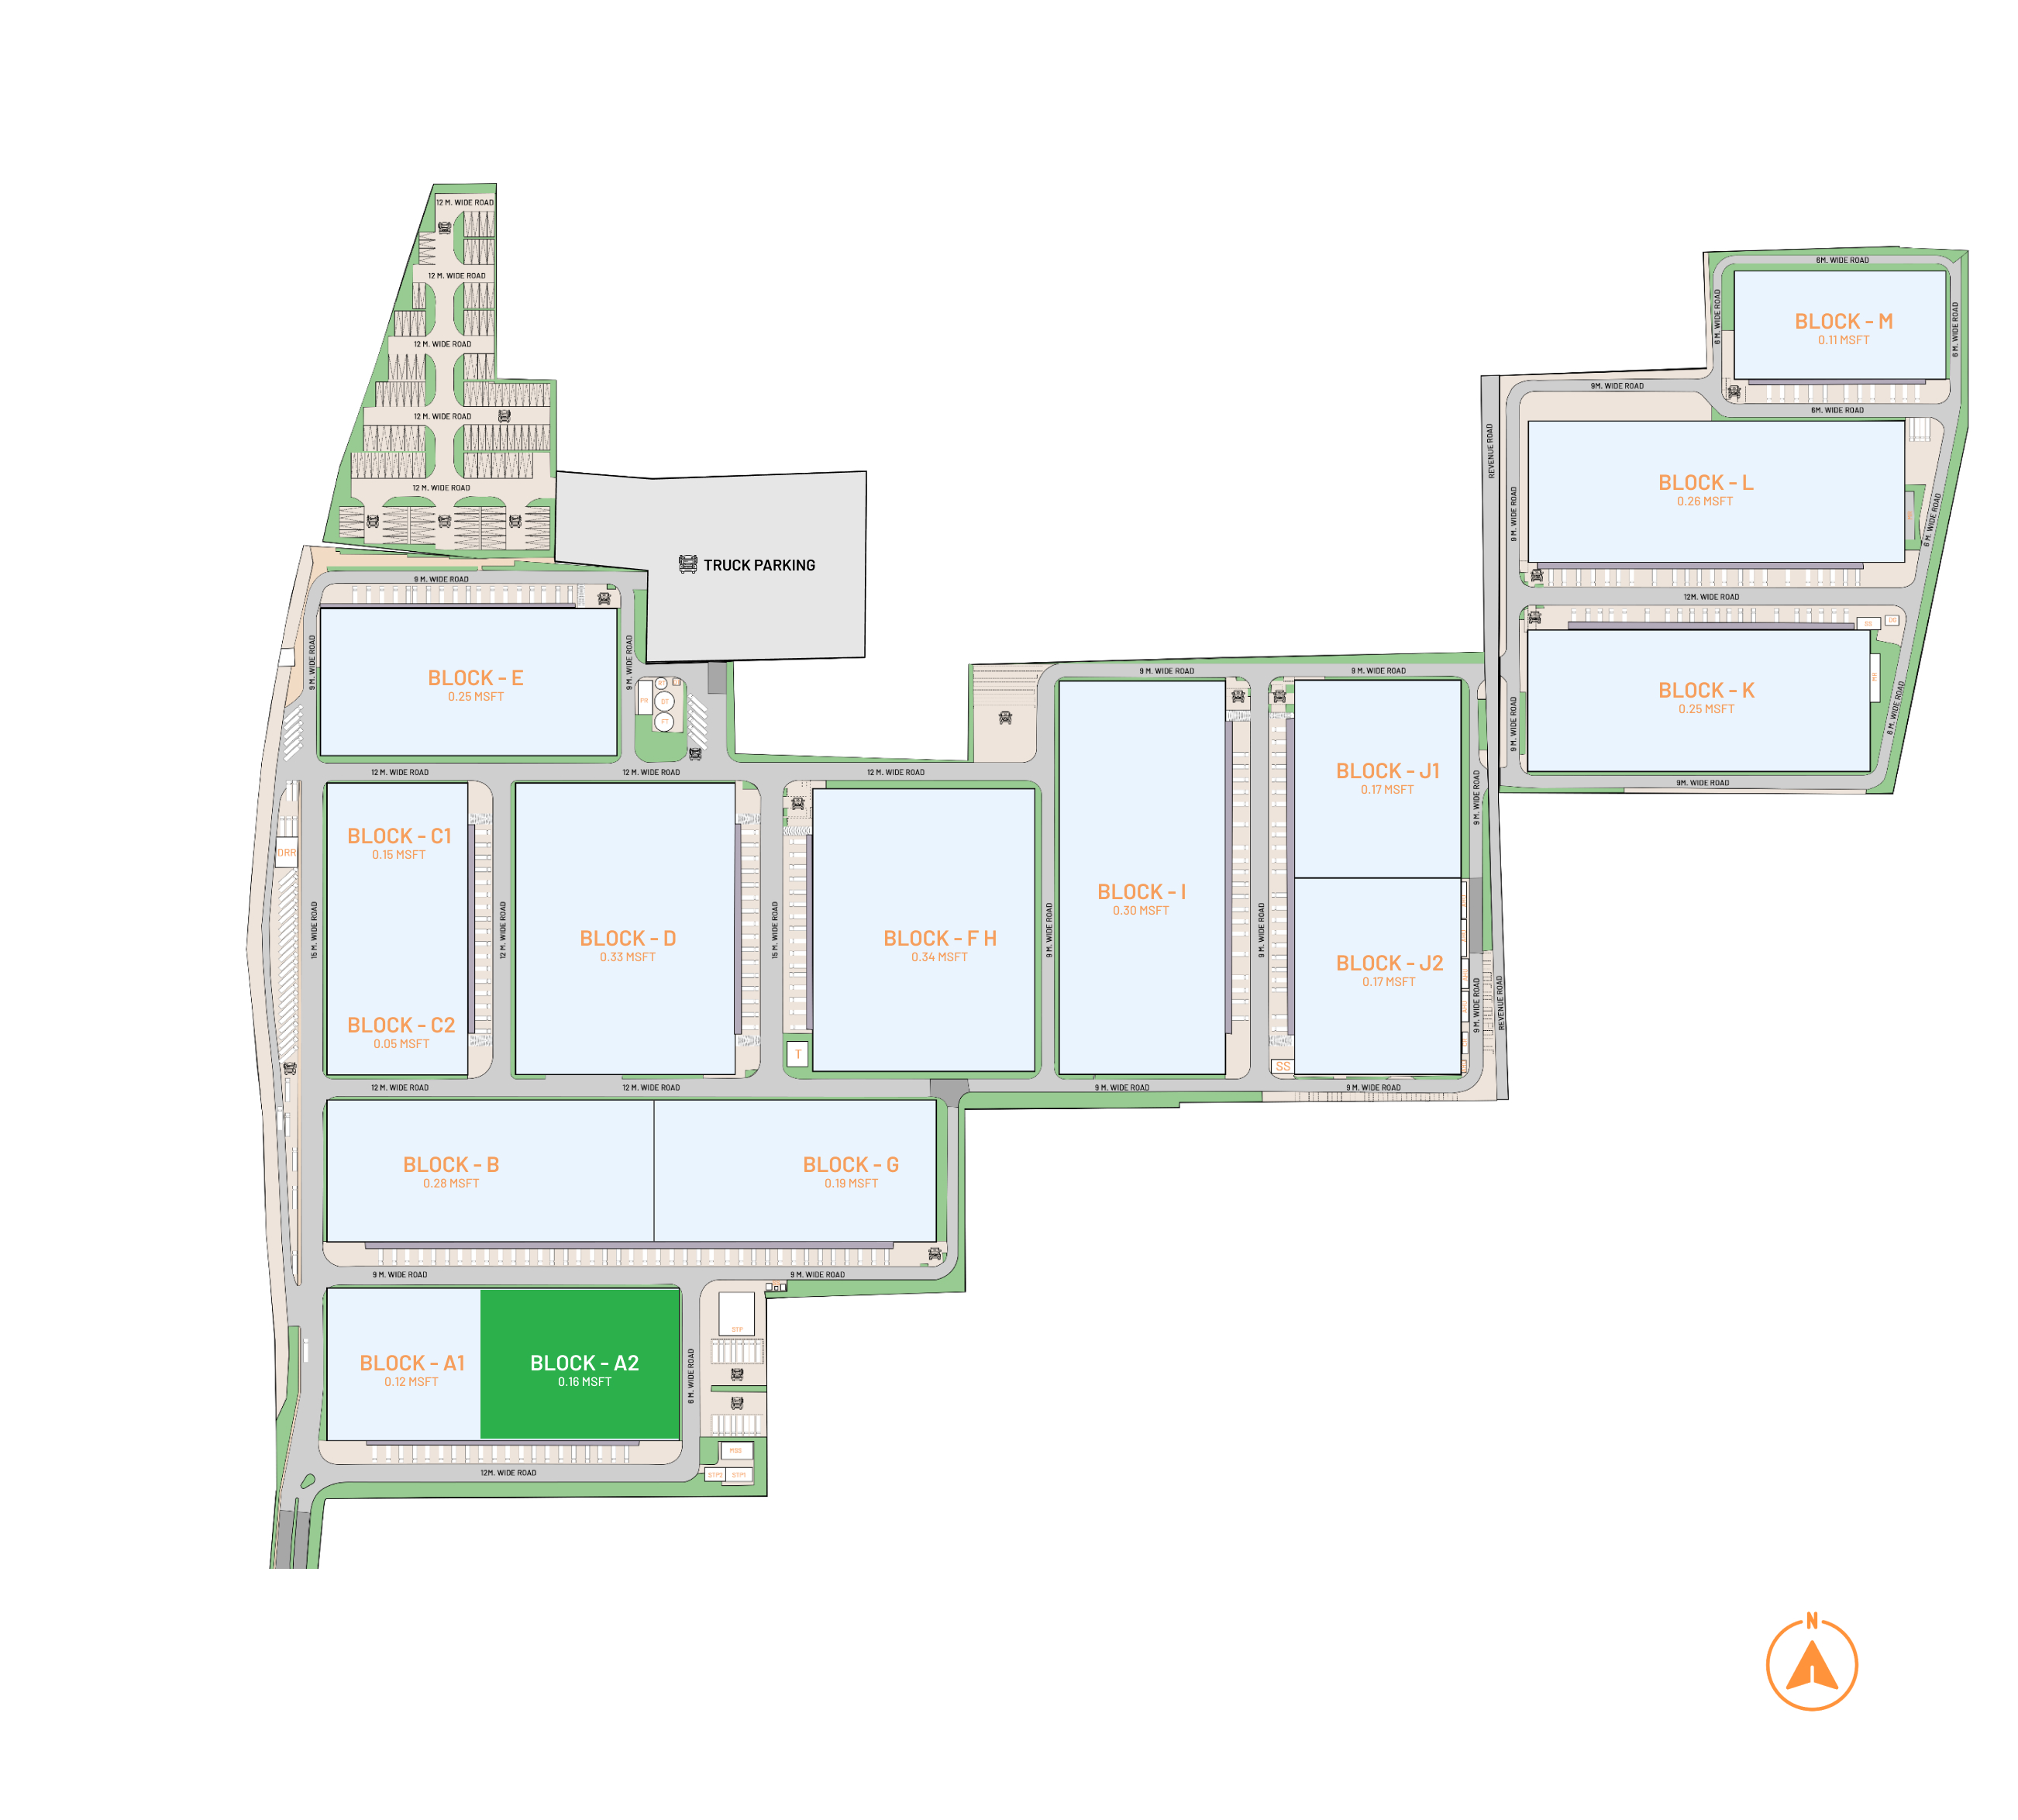 12 M. WIDE ROAD
12 M. WIDE ROAD
12 M. WIDE ROAD
12 M. WIDE ROAD
12 M. WIDE ROAD
TRUCK PARKING
6M. WIDE ROAD
6 M. WIDE ROAD
6 M. WIDE ROAD
BLOCK - M
0.11 MSFT
9M. WIDE ROAD
6M. WIDE ROAD
REVENUE ROAD
9 M. WIDE ROAD
BLOCK - L
0.26 MSFT
6 M. WIDE ROAD
12M. WIDE ROAD
SS
DG
BLOCK - K
0.25 MSFT
9 M. WIDE ROAD
6 M. WIDE ROAD
9M. WIDE ROAD
9 M. WIDE ROAD
9 M. WIDE ROAD
9 M. WIDE ROAD
BLOCK - E
0.25 MSFT
DT
FT
9 M. WIDE ROAD
9 M. WIDE ROAD
12 M. WIDE ROAD
12 M. WIDE ROAD
12 M. WIDE ROAD
DRR
BLOCK - C1
0.15 MSFT
BLOCK - C2
0.05 MSFT
15 M. WIDE ROAD
12 M. WIDE ROAD
BLOCK - D
0.33 MSFT
15 M. WIDE ROAD
BLOCK - F H
0.34 MSFT
T
9 M. WIDE ROAD
BLOCK - I
0.30 MSFT
9 M. WIDE ROAD
BLOCK - J1
0.17 MSFT
BLOCK - J2
0.17 MSFT
SS
9 M. WIDE ROAD
9 M. WIDE ROAD
REVENUE ROAD
12 M. WIDE ROAD
12 M. WIDE ROAD
9 M. WIDE ROAD
9 M. WIDE ROAD
BLOCK - B
0.28 MSFT
BLOCK - G
0.19 MSFT
9 M. WIDE ROAD
9 M. WIDE ROAD
BLOCK - A1
0.12 MSFT
BLOCK - A2
0.16 MSFT
6 M. WIDE ROAD
STP
MSS
STP2
STP1
12M. WIDE ROAD
N